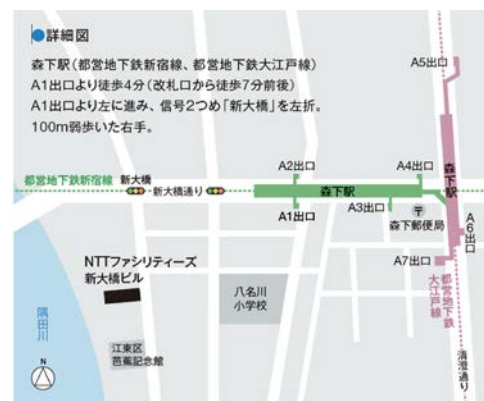 ●詳細図
森下駅(都営地下鉄新宿線、都営地下鉄大江戸線)
A1出口より徒歩4分(改札口から徒歩7分前後)
A1出口より左に進み、信号2つめ「新大橋」を左折。
100m弱歩いた右手。
A5出口
A2出口
A4出口
森下駅
都営地下鉄新宿線
新大橋
新大橋通り
森下駅
A1出口
A3出口
〒
森下郵便局
A6出口
A7出口
都営地下鉄
大江戸線
NTTファシリティーズ
新大橋ビル
八名川
小学校
隅田川
江東区
芭蕉記念館
清澄通り
N